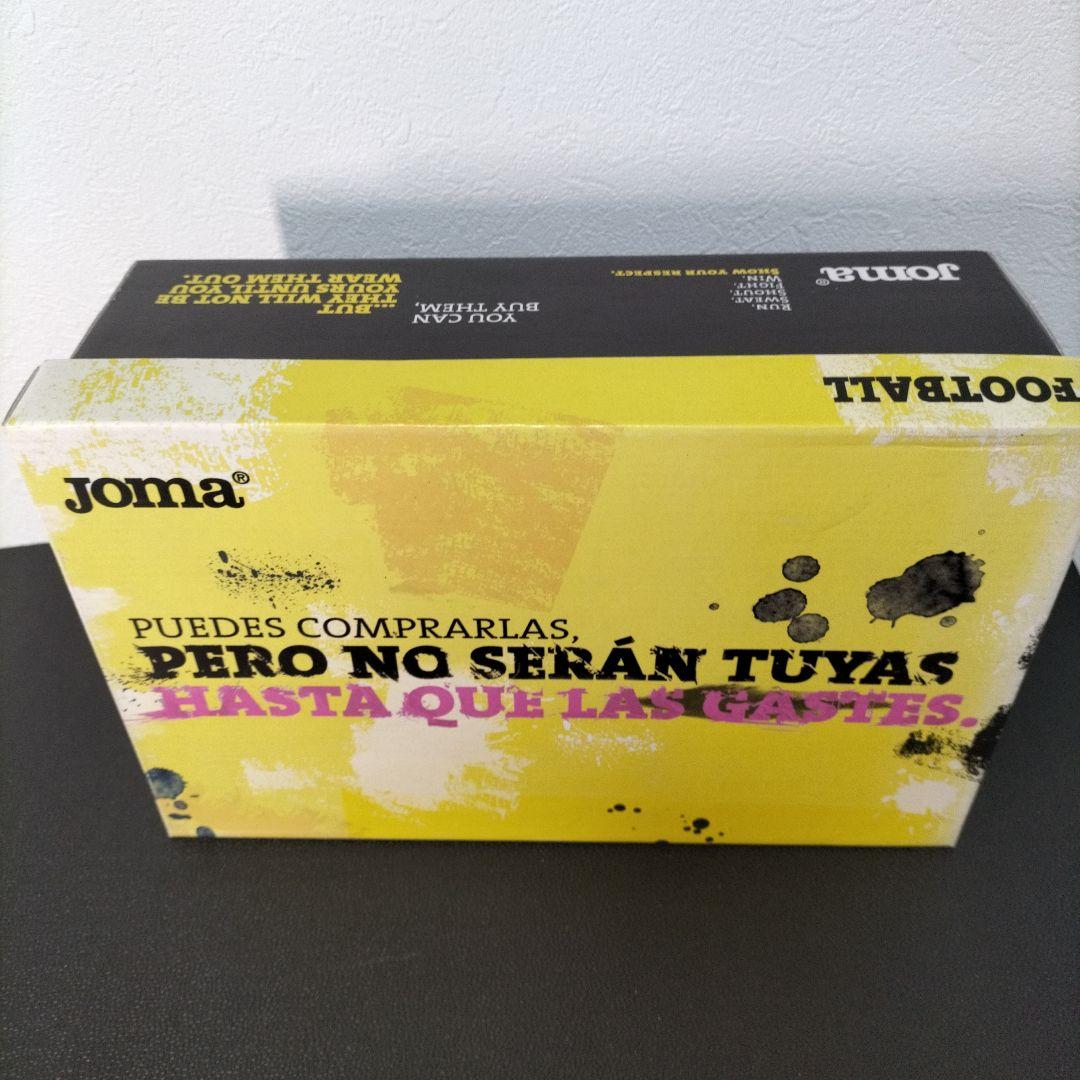 Joma®
PUEDES COMPRARLAS,
PERO NO SERÁN TUYAS
HASTA QUE LAS GASTES.
FOOTBALL
Joma®
RUN.
SWEAT.
SHOUT.
FIGHT.
WIN.
SHOW YOUR RESPECT.
YOU CAN
BUY THEM,
...BUT
THEY WILL NOT BE
YOURS UNTIL YOU
WEAR THEM OUT.